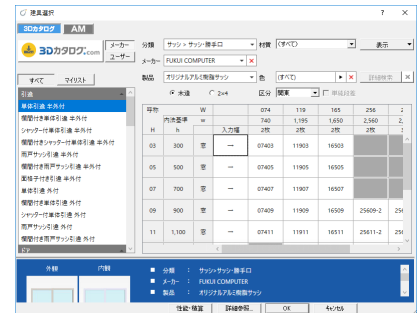 建具選択
? ×
3Dカタログ AM
3Dカタログ.com
メーカー
ユーザー
分類 サッシ > サッシ・勝手口 材質 (すべて) 表示
メーカー FUKUI COMPUTER
製品 オリジナルアルミ樹脂サッシ 色 (すべて) 詳細検索
木造 2×4 区分 関東 単純段差
すべて マイリスト
引違
単体引違 半外付
欄間付き単体引違 半外付
シャッター付単体引違 半外付
欄間付きシャッター付単体引違 半外付
雨戸サッシ引違 半外付
欄間付き雨戸サッシ引違 半外付
面格子付き引違 半外付
単体引違 外付
欄間付き単体引違 外付
シャッター付単体引違 外付
雨戸サッシ引違 外付
欄間付き雨戸サッシ引違 外付
呼称 W 074 119 165 256
内法基準 w 740 1,195 1,650 2,560
H h 入力幅 2枚 2枚 2枚 2枚
03 300 窓 --- 07403 11903 16503
05 500 窓 --- 07405 11905 16505
07 700 窓 --- 07407 11907 16507
09 900 窓 --- 07409 11909 16509 25609-2
11 1,100 窓 --- 07411 11911 16511 25611-2
外観 内観
■ 分類 : サッシ>サッシ・勝手口
■ メーカー : FUKUI COMPUTER
■ 製品 : オリジナルアルミ樹脂サッシ
性能・積算 詳細参照... OK キャンセル